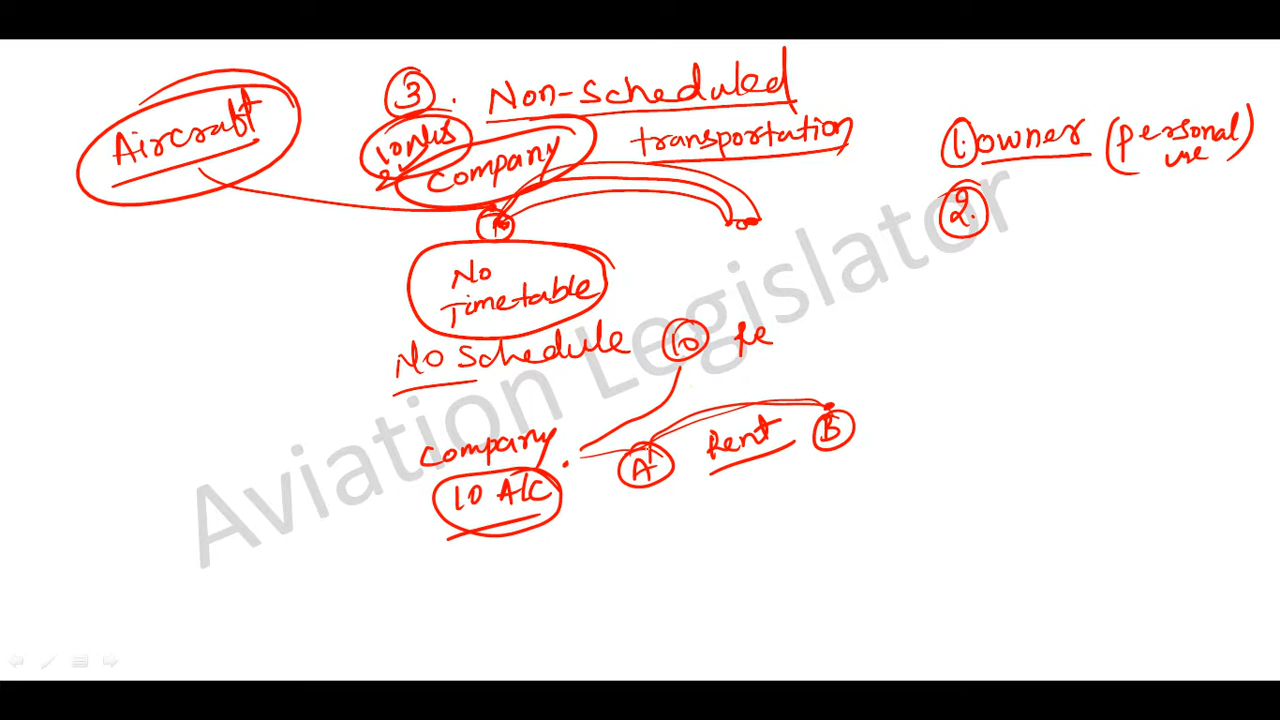 Aircraft
3.
Non-Scheduled
transportation
Company
No
Timetable
No Schedule 10
Company
10 A/C
A Rent B
1. owner (personal
use
2.
Aviation Legislator